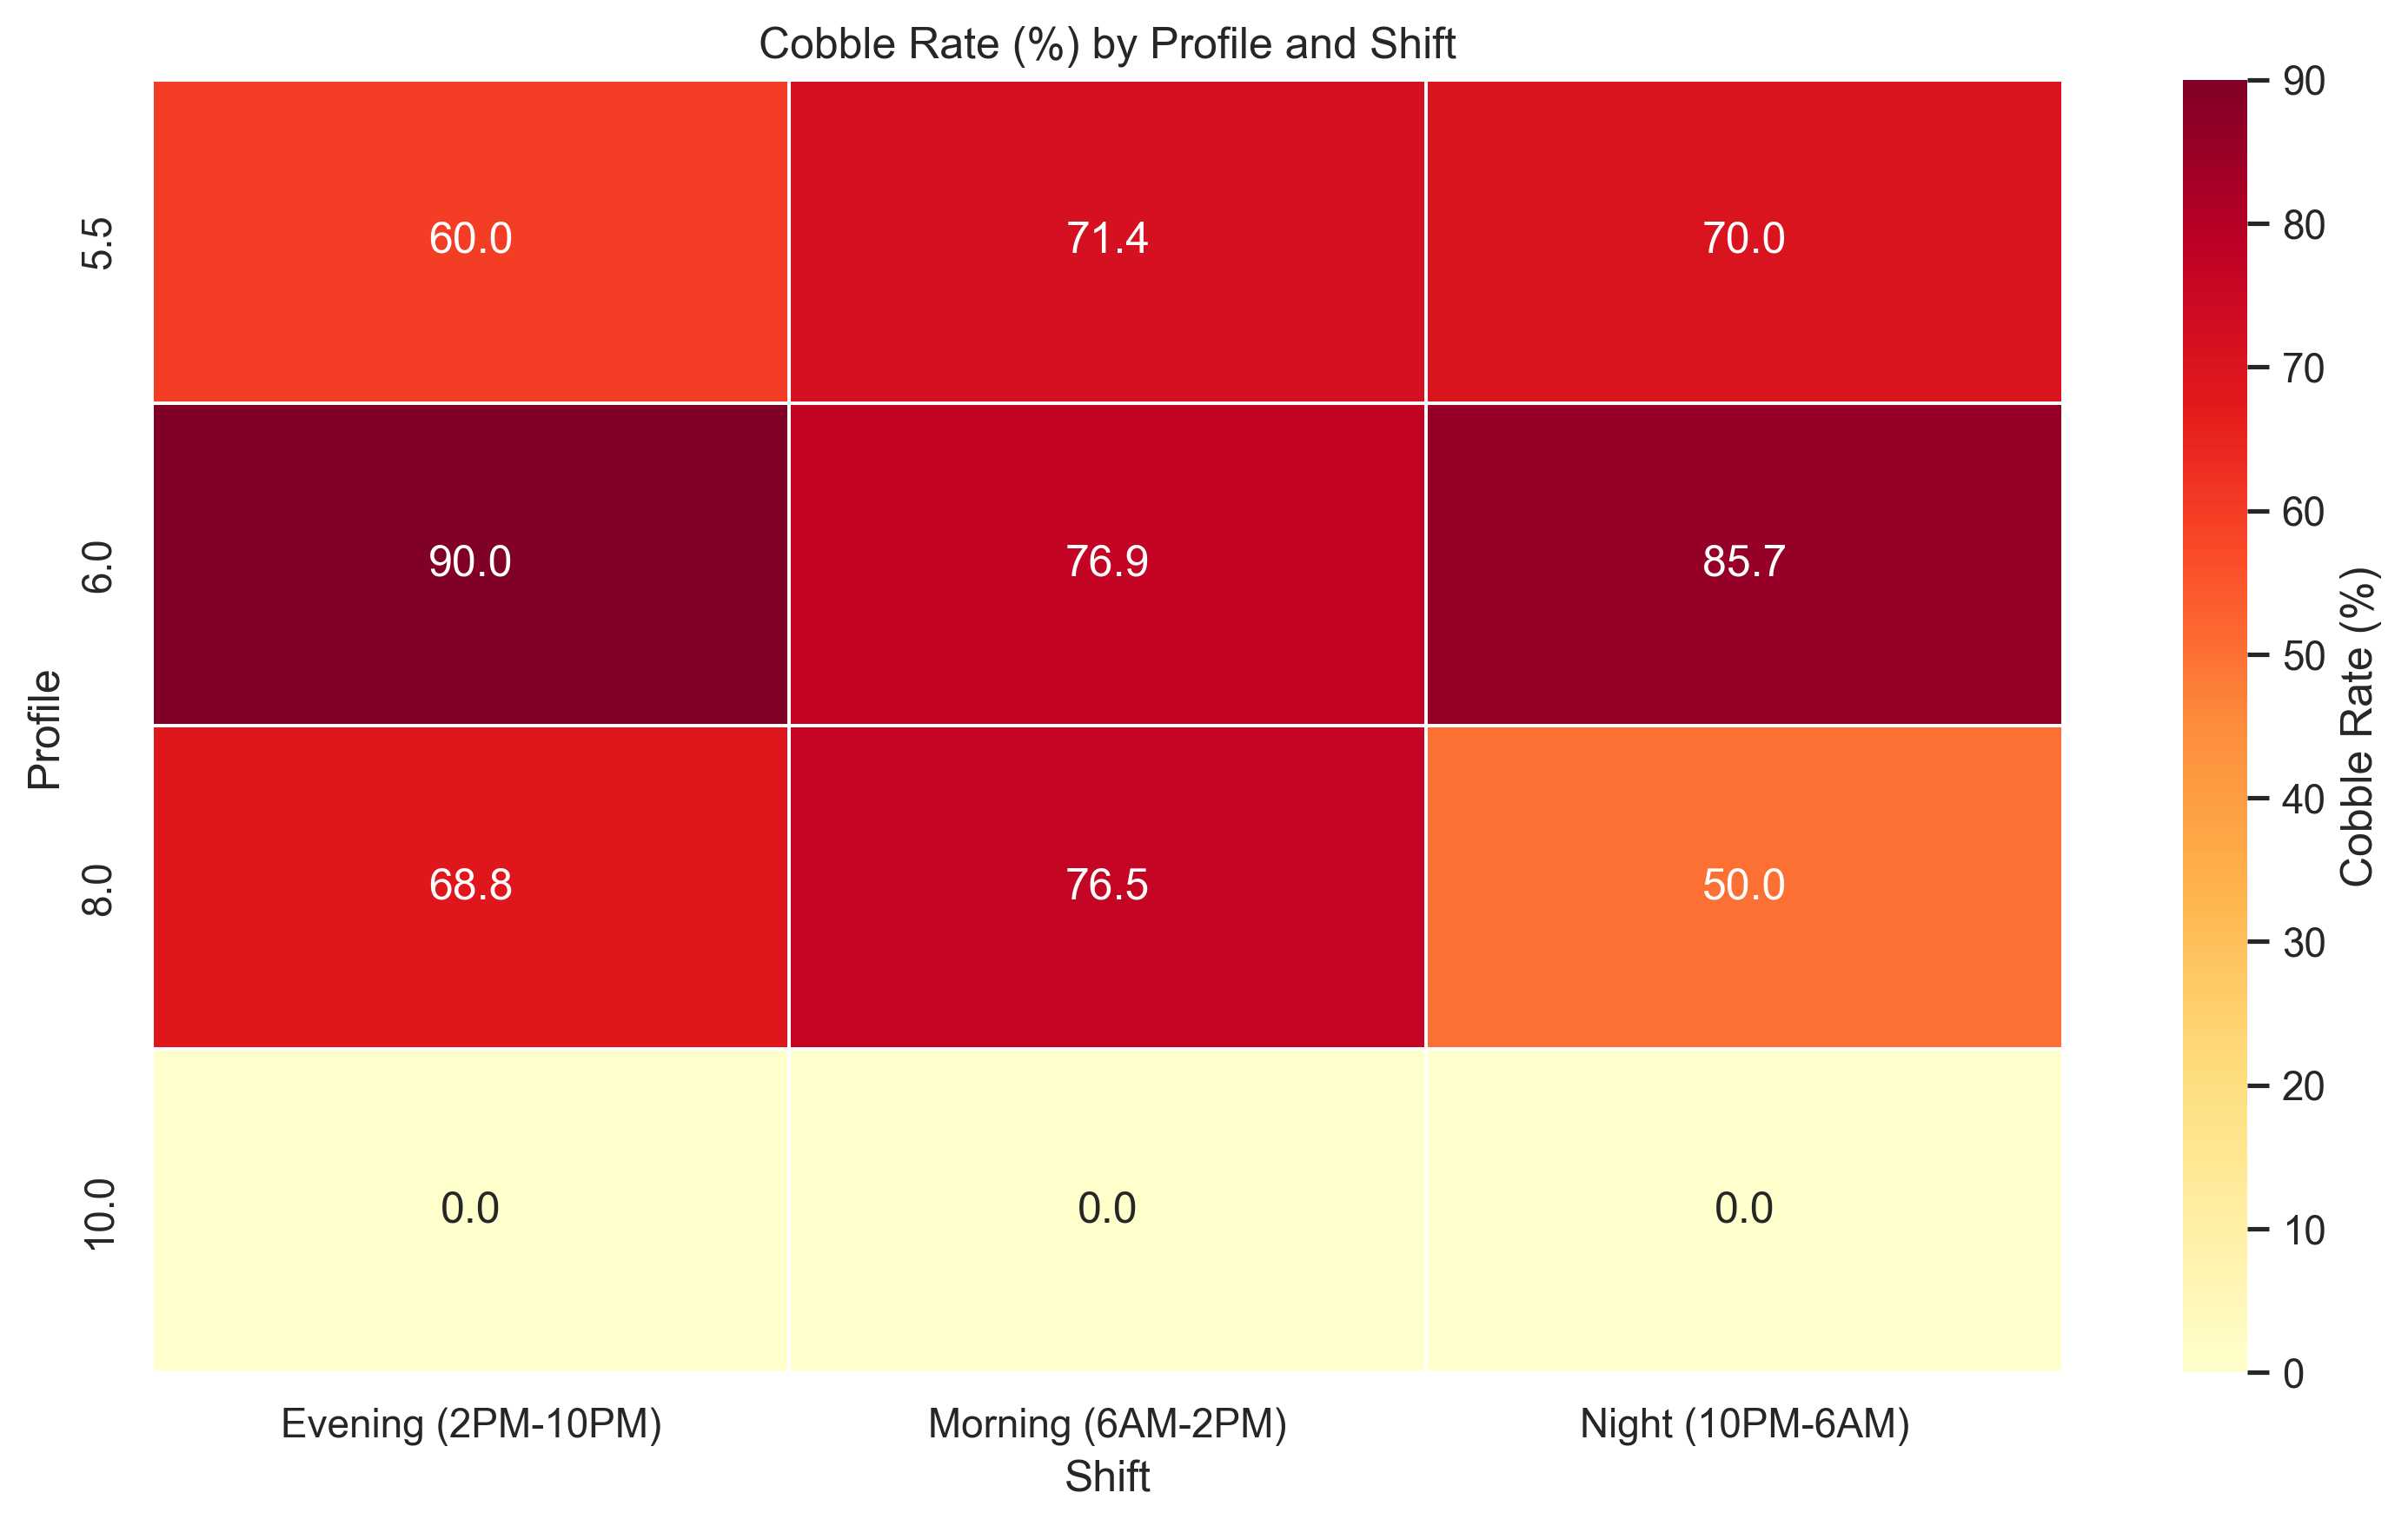 Cobble Rate (%) by Profile and Shift
Profile
5.5
60.0 71.4 70.0
6.0
90.0 76.9 85.7
8.0
68.8 76.5 50.0
10.0
0.0 0.0 0.0
Evening (2PM-10PM) Morning (6AM-2PM) Night (10PM-6AM)
Shift
90
80
70
60
50
40
30
20
10
0
Cobble Rate (%)